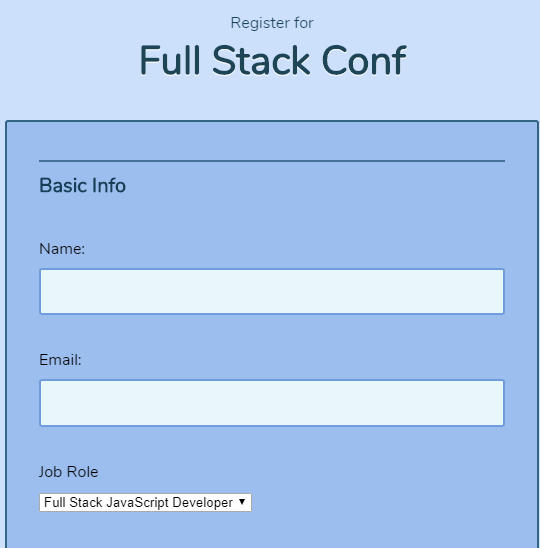 Register for
Full Stack Conf
Basic Info
Name:
Email:
Job Role
Full Stack JavaScript Developer